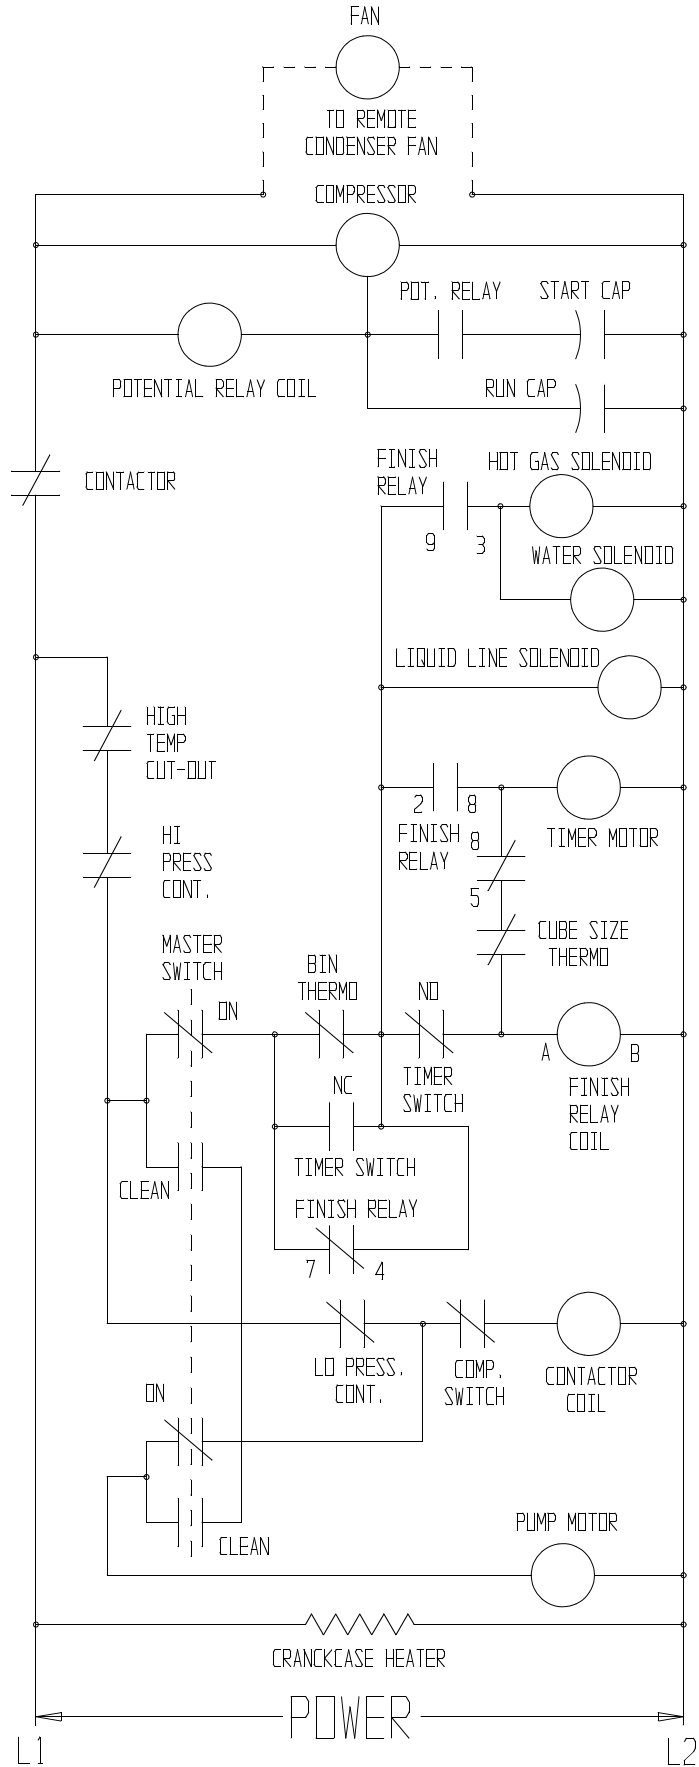 FAN
TO REMOTE
CONDENSER FAN
COMPRESSOR
POT. RELAY
START CAP
POTENTIAL RELAY COIL
RUN CAP
CONTACTOR
FINISH
RELAY
HOT GAS SOLENOID
9
3
WATER SOLENOID
LIQUID LINE SOLENOID
HIGH
TEMP
CUT-OUT
2
8
FINISH
RELAY
TIMER MOTOR
8
5
HI
PRESS
CONT.
CUBE SIZE
THERMO
MASTER
SWITCH
ON
BIN
THERMO
NO
A
B
TIMER
SWITCH
FINISH
RELAY
COIL
NC
TIMER SWITCH
CLEAN
FINISH RELAY
7
4
LO PRESS.
CONT.
COMP.
SWITCH
CONTACTOR
COIL
ON
CLEAN
PUMP MOTOR
CRANCKCASE HEATER
POWER
L1
L2